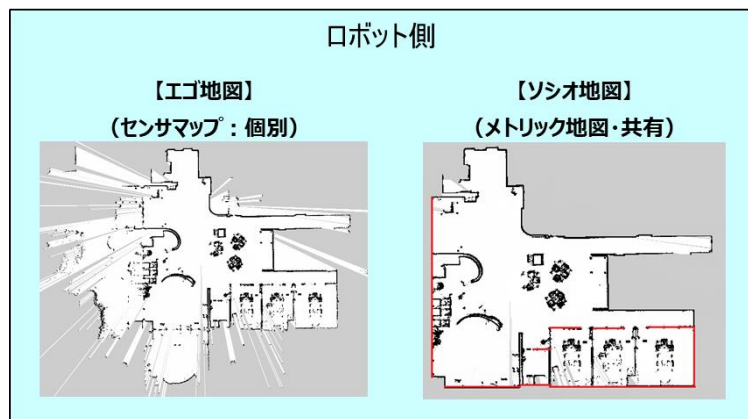 ロボット側
【エゴ地図】
（センサマップ：個別）
【ソシオ地図】
（メトリック地図・共有）